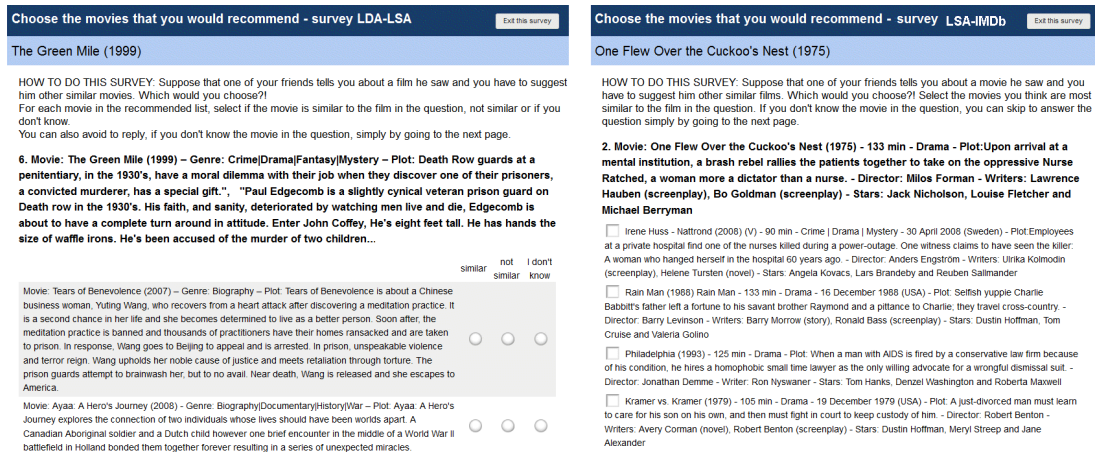 Choose the movies that you would recommend - survey LDA-LSA
Exit this survey
The Green Mile (1999)
HOW TO DO THIS SURVEY: Suppose that one of your friends tells you about a film he saw and you have to suggest
him other similar movies. Which would you choose?!
For each movie in the recommended list, select if the movie is similar to the film in the question, not similar or if you
don't know.
You can also avoid to reply, if you don't know the movie in the question, simply by going to the next page.
6. Movie: The Green Mile (1999) – Genre: Crime|Drama|Fantasy|Mystery – Plot: Death Row guards at a
penitentiary, in the 1930's, have a moral dilemma with their job when they discover one of their prisoners,
a convicted murderer, has a special gift.", "Paul Edgecomb is a slightly cynical veteran prison guard on
Death row in the 1930's. His faith, and sanity, deteriorated by watching men live and die, Edgecomb is
about to have a complete turn around in attitude. Enter John Coffey, He's eight feet tall. He has hands the
size of waffle irons. He's been accused of the murder of two children...
similar
not
similar
I don't
know
Movie: Tears of Benevolence (2007) – Genre: Biography – Plot: Tears of Benevolence is about a Chinese
business woman, Yuting Wang, who recovers from a heart attack after discovering a meditation practice. It
is a second chance in her life and she becomes determined to live as a better person. Soon after, the
meditation practice is banned and thousands of practitioners have their homes ransacked and are taken
to prison. In response, Wang goes to Beijing to appeal and is arrested. In prison, unspeakable violence
and terror reign. Wang upholds her noble cause of justice and meets retaliation through torture. The
prison guards attempt to brainwash her, but to no avail. Near death, Wang is released and she escapes to
America.
Movie: Ayaa: A Hero's Journey (2008) - Genre: Biography|Documentary|History|War – Plot: Ayaa: A Hero's
Journey explores the connection of two individuals whose lives should have been worlds apart. A
Canadian Aboriginal soldier and a Dutch child however one brief encounter in the middle of a World War II
battlefield in Holland bonded them together forever resulting in a series of unexpected miracles.
Choose the movies that you would recommend - survey LSA-IMDb
Exit this survey
One Flew Over the Cuckoo's Nest (1975)
HOW TO DO THIS SURVEY: Suppose that one of your friends tells you about a movie he saw and you
have to suggest him other similar films. Which would you choose?! Select the movies you think are most
similar to the film in the question. If you don't know the movie in the question, you can skip to answer the
question simply by going to the next page.
2. Movie: One Flew Over the Cuckoo's Nest (1975) - 133 min - Drama - Plot:Upon arrival at a
mental institution, a brash rebel rallies the patients together to take on the oppressive Nurse
Ratched, a woman more a dictator than a nurse. - Director: Milos Forman - Writers: Lawrence
Hauben (screenplay), Bo Goldman (screenplay) - Stars: Jack Nicholson, Louise Fletcher and
Michael Berryman
Irene Huss - Nattrond (2008) (V) - 90 min - Crime | Drama | Mystery - 30 April 2008 (Sweden) - Plot:Employees
at a private hospital find one of the nurses killed during a power-outage. One witness claims to have seen the killer:
A woman who hanged herself in the hospital 60 years ago. - Director: Anders Engström - Writers: Ulrika Kolmodin
(screenplay), Helene Tursten (novel) - Stars: Angela Kovacs, Lars Brandeby and Reuben Sallmander
Rain Man (1988) Rain Man - 133 min - Drama - 16 December 1988 (USA) - Plot: Selfish yuppie Charlie
Babbitt's father left a fortune to his savant brother Raymond and a pittance to Charlie; they travel cross-country. -
Director: Barry Levinson - Writers: Barry Morrow (story), Ronald Bass (screenplay) - Stars: Dustin Hoffman, Tom
Cruise and Valeria Golino
Philadelphia (1993) - 125 min - Drama - Plot: When a man with AIDS is fired by a conservative law firm because
of his condition, he hires a homophobic small time lawyer as the only willing advocate for a wrongful dismissal suit. -
Director: Jonathan Demme - Writer: Ron Nyswaner - Stars: Tom Hanks, Denzel Washington and Roberta Maxwell
Kramer vs. Kramer (1979) - 105 min - Drama - 19 December 1979 (USA) - Plot: A just-divorced man must learn
to care for his son on his own, and then must fight in court to keep custody of him. - Director: Robert Benton -
Writers: Avery Corman (novel), Robert Benton (screenplay) - Stars: Dustin Hoffman, Meryl Streep and Jane
Alexander